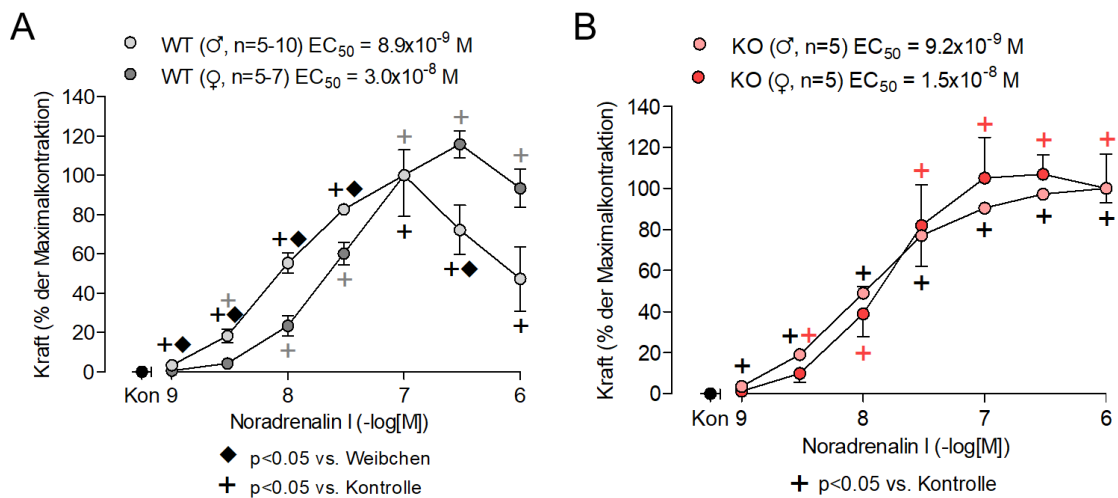 A
WT (♂, n=5-10) EC50 = 8.9x10-9 M
WT (♀, n=5-7) EC50 = 3.0x10-8 M
Kraft (% der Maximalkontraktion)
140
120
100
80
60
40
20
0
Kon 9 8 7 6
Noradrenalin I (-log[M])
◆ p<0.05 vs. Weibchen
+ p<0.05 vs. Kontrolle
B
KO (♂, n=5) EC50 = 9.2x10-9 M
KO (♀, n=5) EC50 = 1.5x10-8 M
Kraft (% der Maximalkontraktion)
140
120
100
80
60
40
20
0
Kon 9 8 7 6
Noradrenalin I (-log[M])
+ p<0.05 vs. Kontrolle